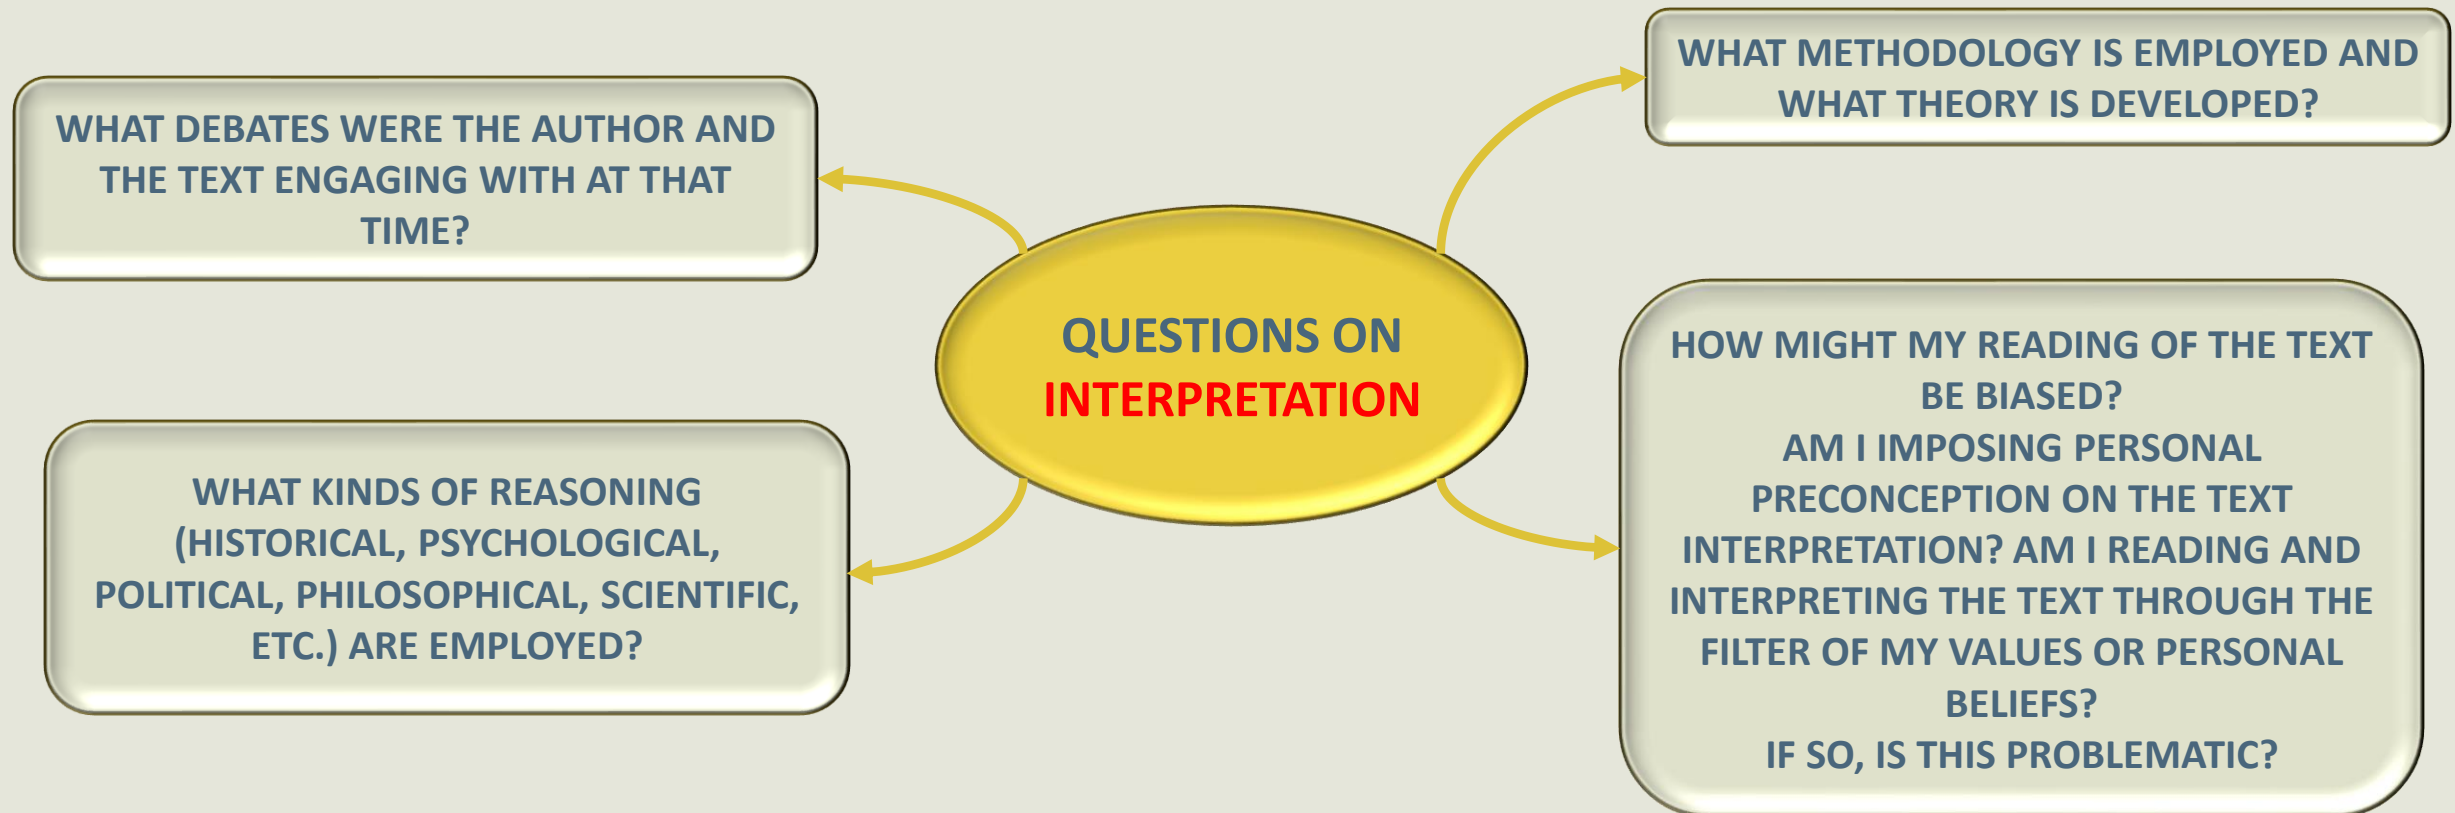 WHAT DEBATES WERE THE AUTHOR AND
THE TEXT ENGAGING WITH AT THAT
TIME?
WHAT METHODOLOGY IS EMPLOYED AND
WHAT THEORY IS DEVELOPED?
QUESTIONS ON
INTERPRETATION
WHAT KINDS OF REASONING
(HISTORICAL, PSYCHOLOGICAL,
POLITICAL, PHILOSOPHICAL, SCIENTIFIC,
ETC.) ARE EMPLOYED?
HOW MIGHT MY READING OF THE TEXT
BE BIASED?
AM I IMPOSING PERSONAL
PRECONCEPTION ON THE TEXT
INTERPRETATION? AM I READING AND
INTERPRETING THE TEXT THROUGH THE
FILTER OF MY VALUES OR PERSONAL
BELIEFS?
IF SO, IS THIS PROBLEMATIC?